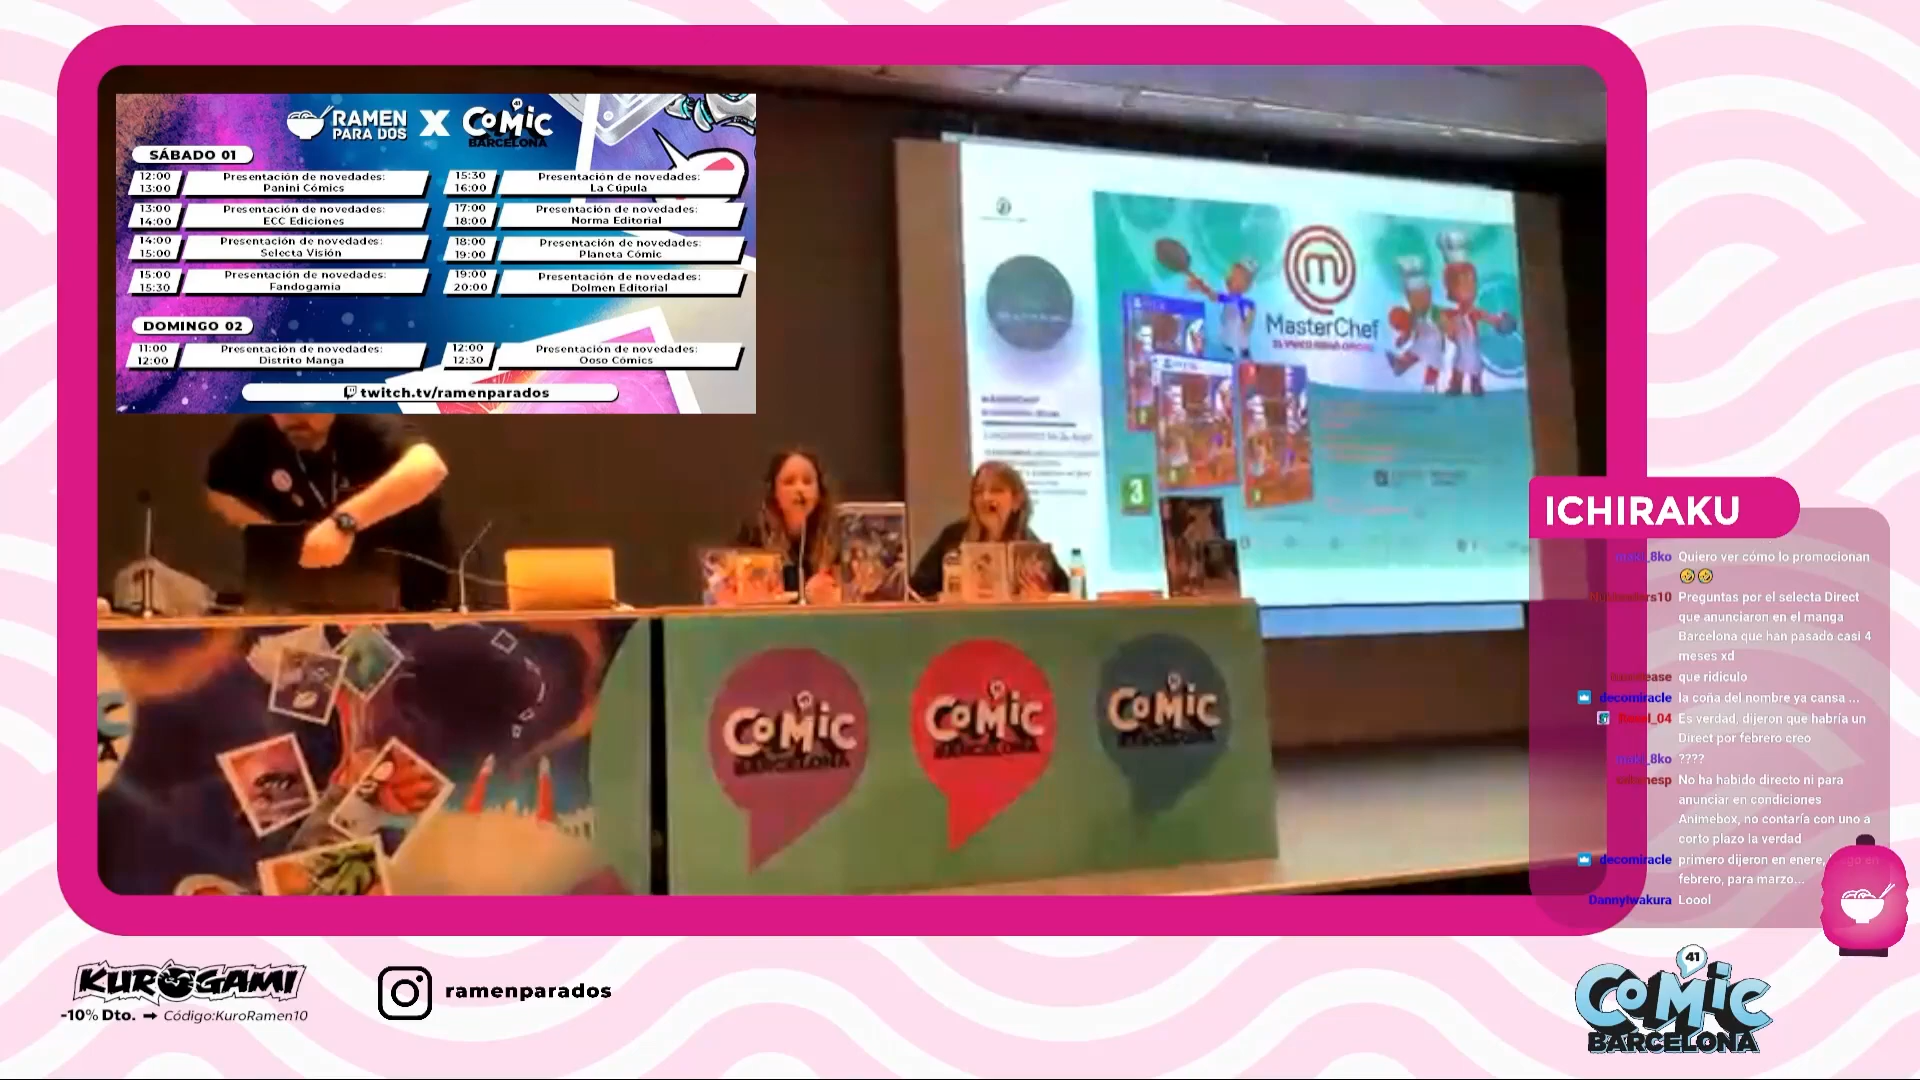 RAMEN
PARA DOS
X
41
COMIC
BARCELONA
SÁBADO 01
12:00
13:00
Presentación de novedades:
Panini Cómics
15:30
16:00
Presentación de novedades:
La Cúpula
13:00
14:00
Presentación de novedades:
ECC Ediciones
17:00
18:00
Presentación de novedades:
Norma Editorial
14:00
15:00
Presentación de novedades:
Selecta Visión
18:00
19:00
Presentación de novedades:
Planeta Cómic
15:00
15:30
Presentación de novedades:
Fandogamia
19:00
20:00
Presentación de novedades:
Dolmen Editorial
DOMINGO 02
11:00
12:00
Presentación de novedades:
Distrito Manga
12:00
12:30
Presentación de novedades:
Ooso Cómics
twitch.tv/ramenparados
m
MasterChef
3
COMIC
BARCELONA
COMIC
BARCELONA
COMIC
BARCELONA
ICHIRAKU
Quiero ver cómo lo promocionan
Preguntas por el selecta Direct
que anunciaron en el manga
Barcelona que han pasado casi 4
meses xd
que ridiculo
decomiracle la coña del nombre ya cansa ...
Es verdad, dijeron que habría un
Direct por febrero creo
????
No ha habido directo ni para
anunciar en condiciones
Animebox, no contaría con uno a
corto plazo la verdad
decomiracle primero dijeron en enere, en
febrero, para marzo...
DannyIwakura Loool
KUROGAMI
-10% Dto. → Código:KuroRamen10
ramenparados
41
COMIC
BARCELONA